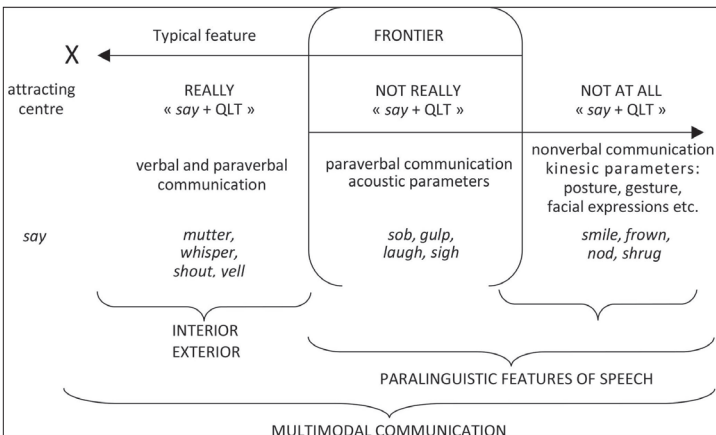 Typical feature
FRONTIER
X
attracting
centre
REALLY
« say + QLT »
NOT REALLY
« say + QLT »
NOT AT ALL
« say + QLT »
verbal and paraverbal
communication
paraverbal communication
acoustic parameters
nonverbal communication
kinesic parameters:
posture, gesture,
facial expressions etc.
say
mutter,
whisper,
shout, yell
sob, gulp,
laugh, sigh
smile, frown,
nod, shrug
INTERIOR
EXTERIOR
PARALINGUISTIC FEATURES OF SPEECH
MULTIMODAL COMMUNICATION